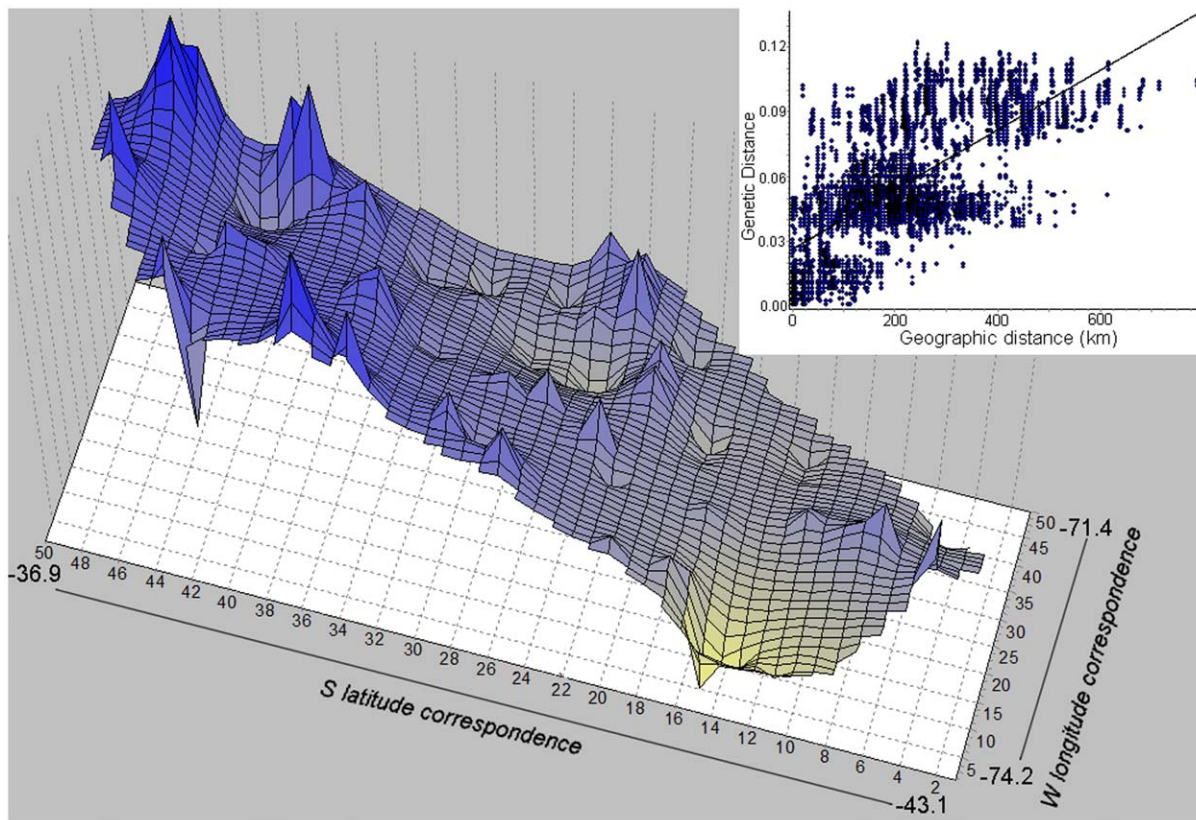 0.12
0.09
0.06
0.03
0.00
Genetic Distance
0 200 400 600
Geographic distance (km)
50 48 46 44 42 40 38 36 34 32 30 28 26 24 22 20 18 16 14 12 10 8 6 4 2
-36.9
S latitude correspondence
-43.1
50 45 40 35 30 25 20 15 10 5
-71.4
W longitude correspondence
-74.2